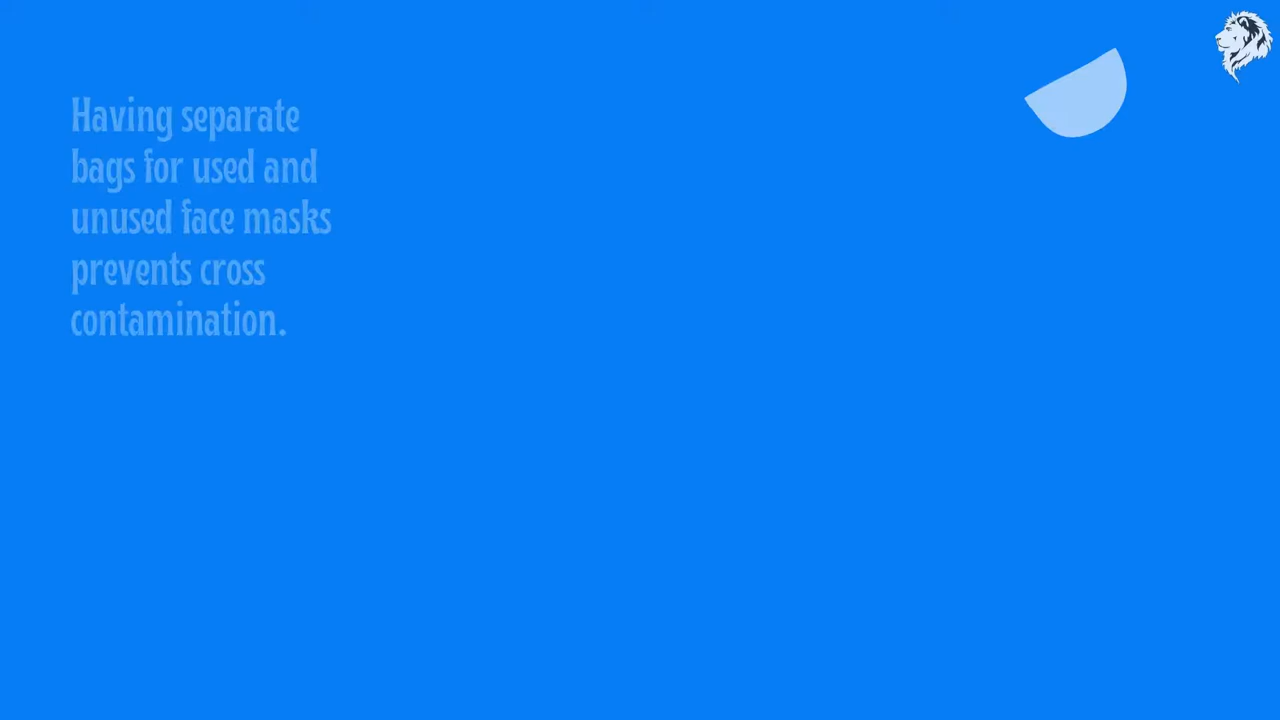 Having separate
bags for used and
unused face masks
prevents cross
contamination.